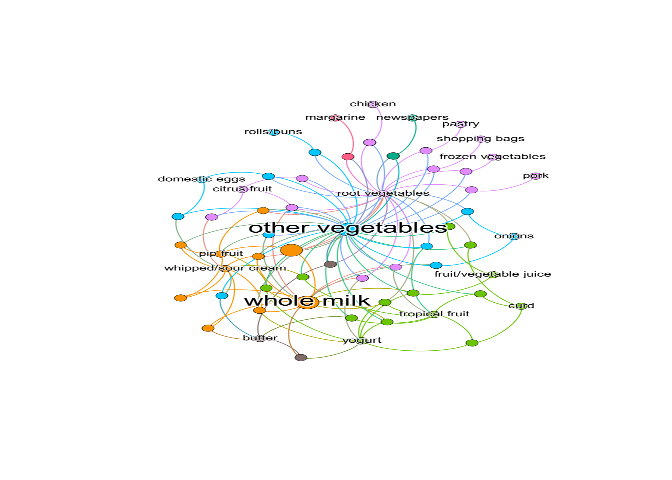 chicken
margarine
newspapers
pastry
rolls/buns
shopping bags
frozen vegetables
pork
domestic eggs
citrus fruit
root vegetables
other vegetables
onions
pip fruit
whipped/sour cream
fruit/vegetable juice
whole milk
curd
tropical fruit
butter
yogurt